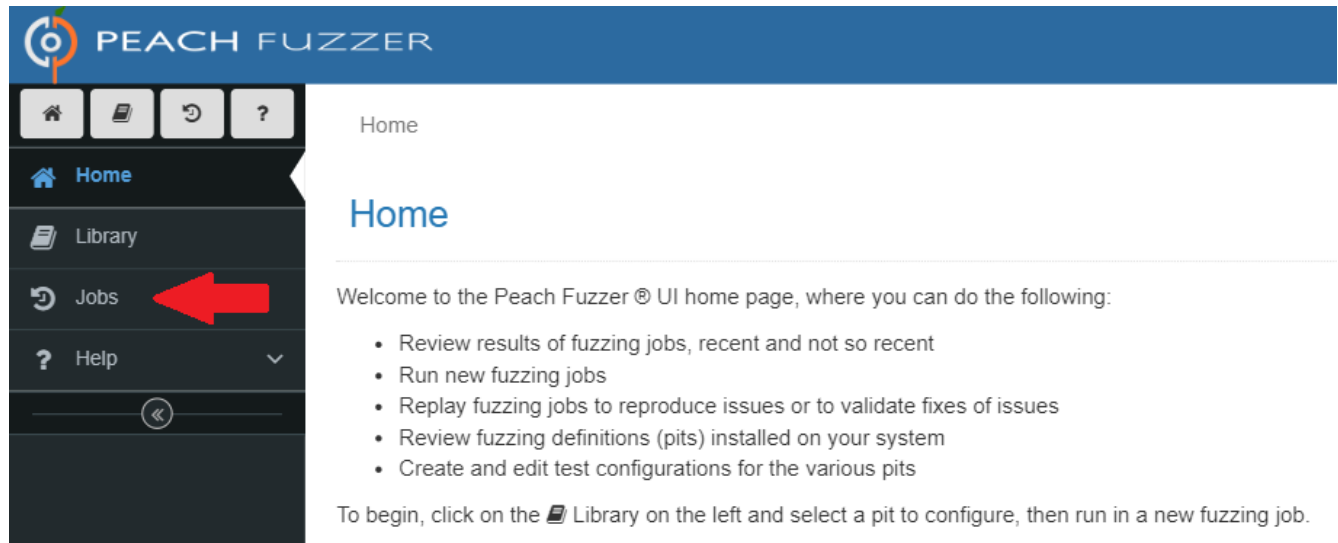 PEACH FUZZER
?
Home
Home
Library
Jobs
? Help
Home
Welcome to the Peach Fuzzer ® UI home page, where you can do the following:
• Review results of fuzzing jobs, recent and not so recent
• Run new fuzzing jobs
• Replay fuzzing jobs to reproduce issues or to validate fixes of issues
• Review fuzzing definitions (pits) installed on your system
• Create and edit test configurations for the various pits
To begin, click on the Library on the left and select a pit to configure, then run in a new fuzzing job.